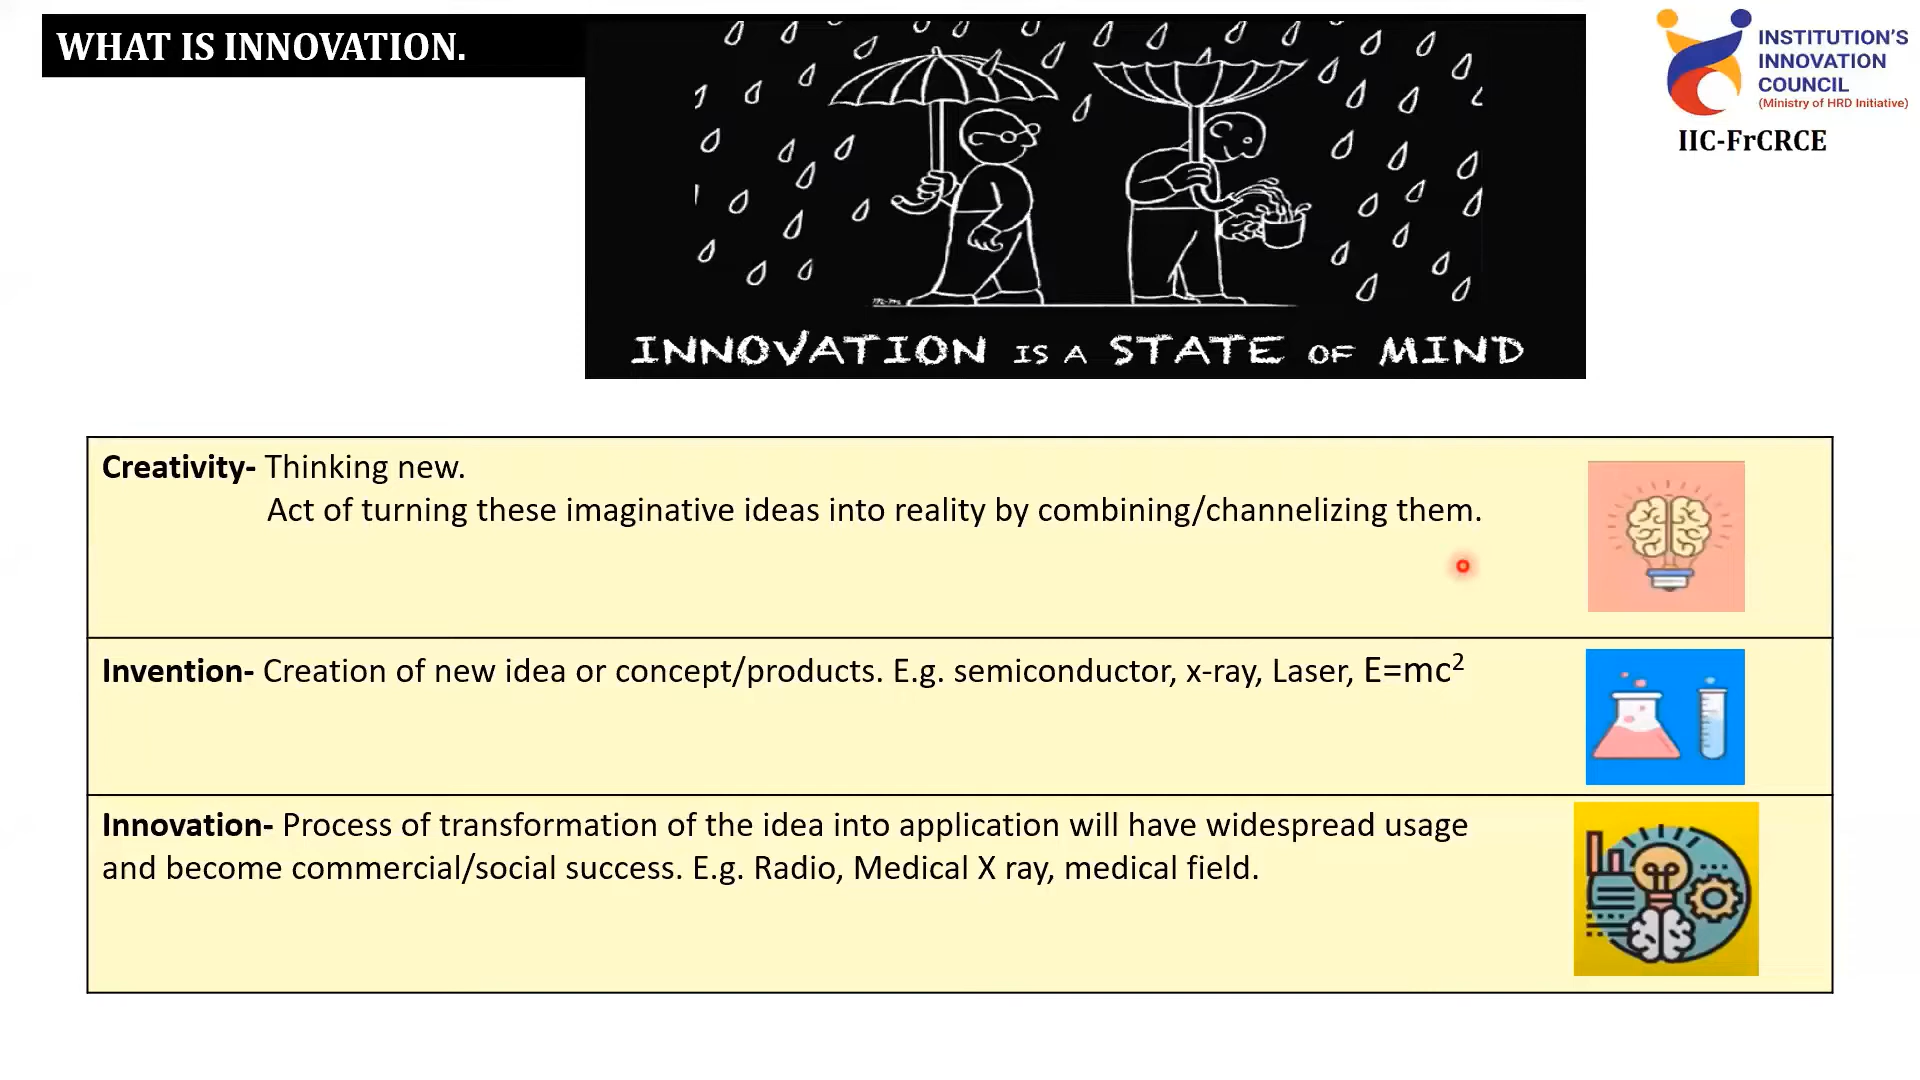 WHAT IS INNOVATION.
INSTITUTION'S
INNOVATION
COUNCIL
(Ministry of HRD Initiative)
IIC-FrCRCE
INNOVATION IS A STATE OF MIND
Creativity- Thinking new.
Act of turning these imaginative ideas into reality by combining/channelizing them.
Invention- Creation of new idea or concept/products. E.g. semiconductor, x-ray, Laser, E=mc²
Innovation- Process of transformation of the idea into application will have widespread usage
and become commercial/social success. E.g. Radio, Medical X ray, medical field.